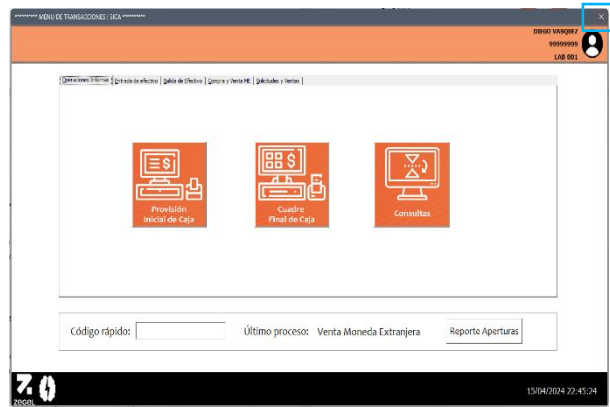 ********* MENU DE TRANSACCIONES | SICA *********
DIEGO VASQUEZ
99999999
LAB 001
Operaciones Internas | Entrada de efectivo | Salida de Efectivo | Compra y Venta ME | Solicitudes y Ventas |
Provisión
Inicial de Caja
Cuadre
Final de Caja
Consultas
Código rápido:
Último proceso: Venta Moneda Extranjera
Reporte Aperturas
zegel
15/04/2024 22:45:24